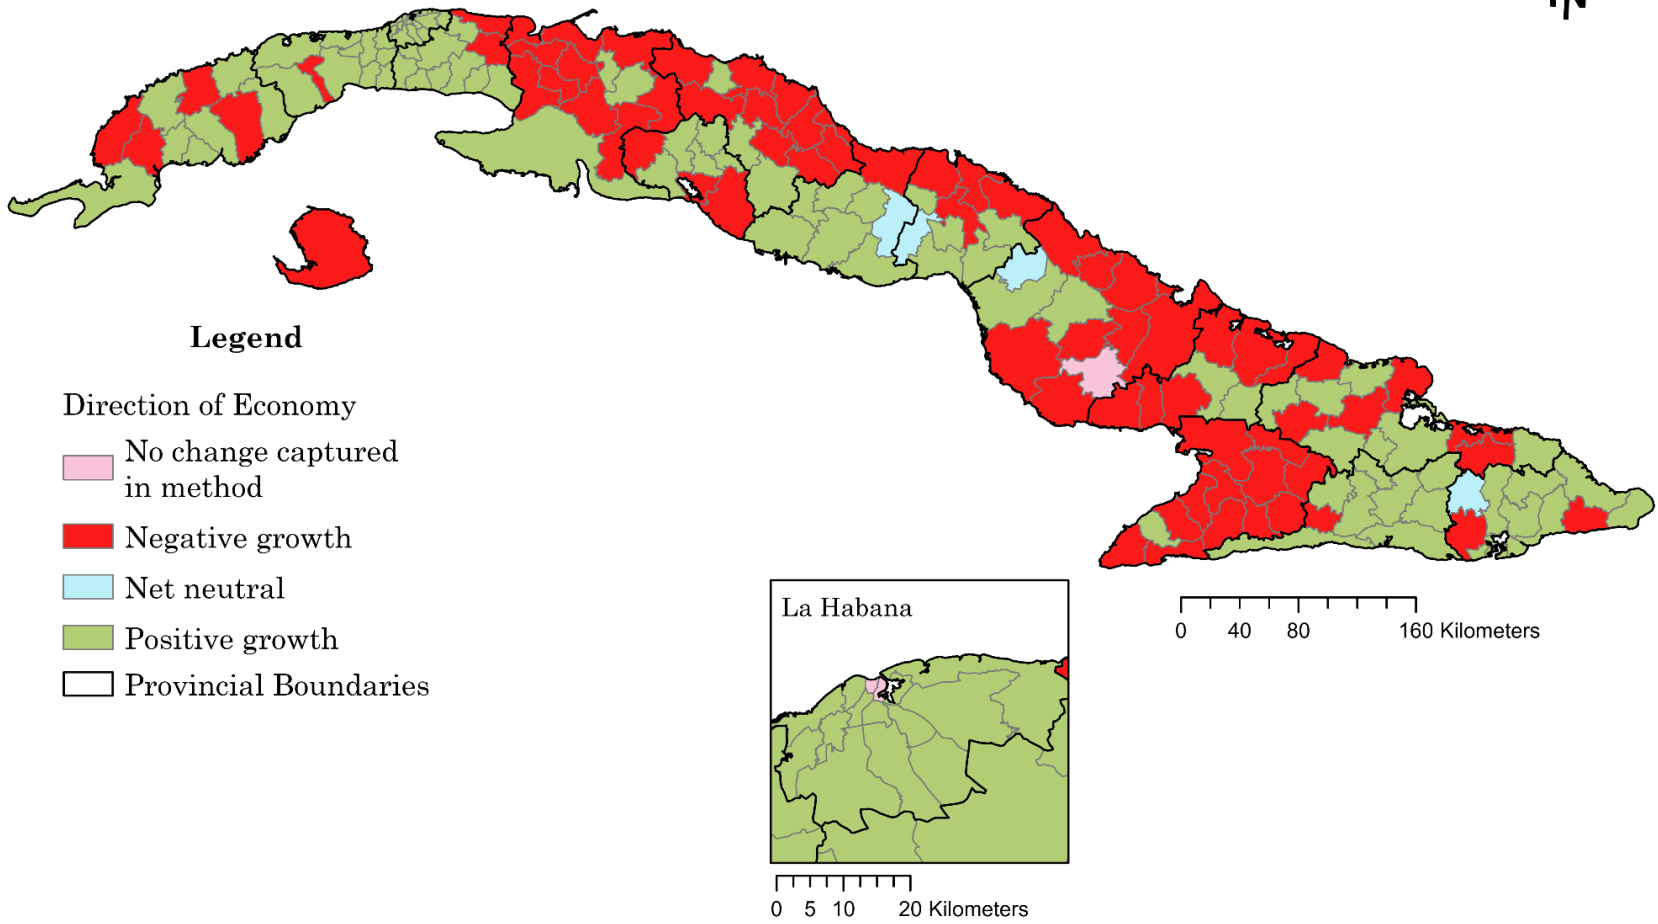 N
Legend
Direction of Economy
No change captured
in method
Negative growth
Net neutral
Positive growth
Provincial Boundaries
La Habana
0 40 80 160 Kilometers
0 5 10 20 Kilometers